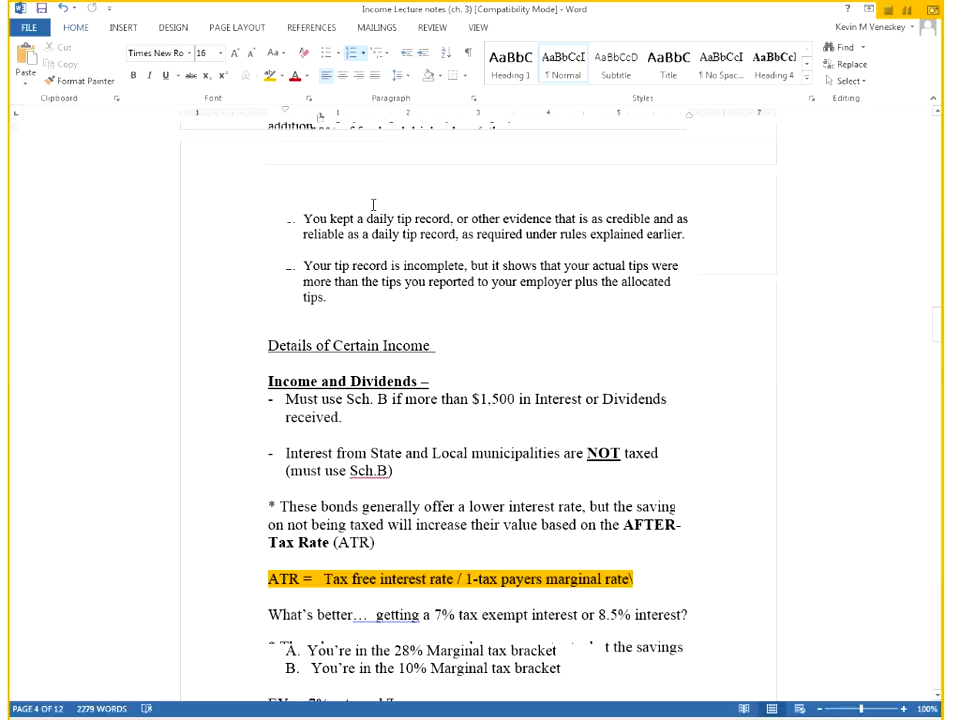 Income Lecture notes (ch. 3) [Compatibility Mode] - Word
FILE HOME INSERT DESIGN PAGE LAYOUT REFERENCES MAILINGS REVIEW VIEW Kevin M Veneskey
Cut
Copy
Format Painter
Paste
Times New Ro 16
Heading 1 Normal Subtitle Title No Spac... Heading 4
Find
Replace
Select
Clipboard Font Paragraph Styles Editing
addition
You kept a daily tip record, or other evidence that is as credible and as
reliable as a daily tip record, as required under rules explained earlier.
Your tip record is incomplete, but it shows that your actual tips were
more than the tips you reported to your employer plus the allocated
tips.
Details of Certain Income
Income and Dividends –
- Must use Sch. B if more than $1,500 in Interest or Dividends
received.
- Interest from State and Local municipalities are NOT taxed
(must use Sch.B)
* These bonds generally offer a lower interest rate, but the saving
on not being taxed will increase their value based on the AFTER-
Tax Rate (ATR)
ATR = Tax free interest rate / 1-tax payers marginal rate\
What's better… getting a 7% tax exempt interest or 8.5% interest?
t the savings
A. You're in the 28% Marginal tax bracket
B. You're in the 10% Marginal tax bracket
PAGE 4 OF 12 2279 WORDS 100%